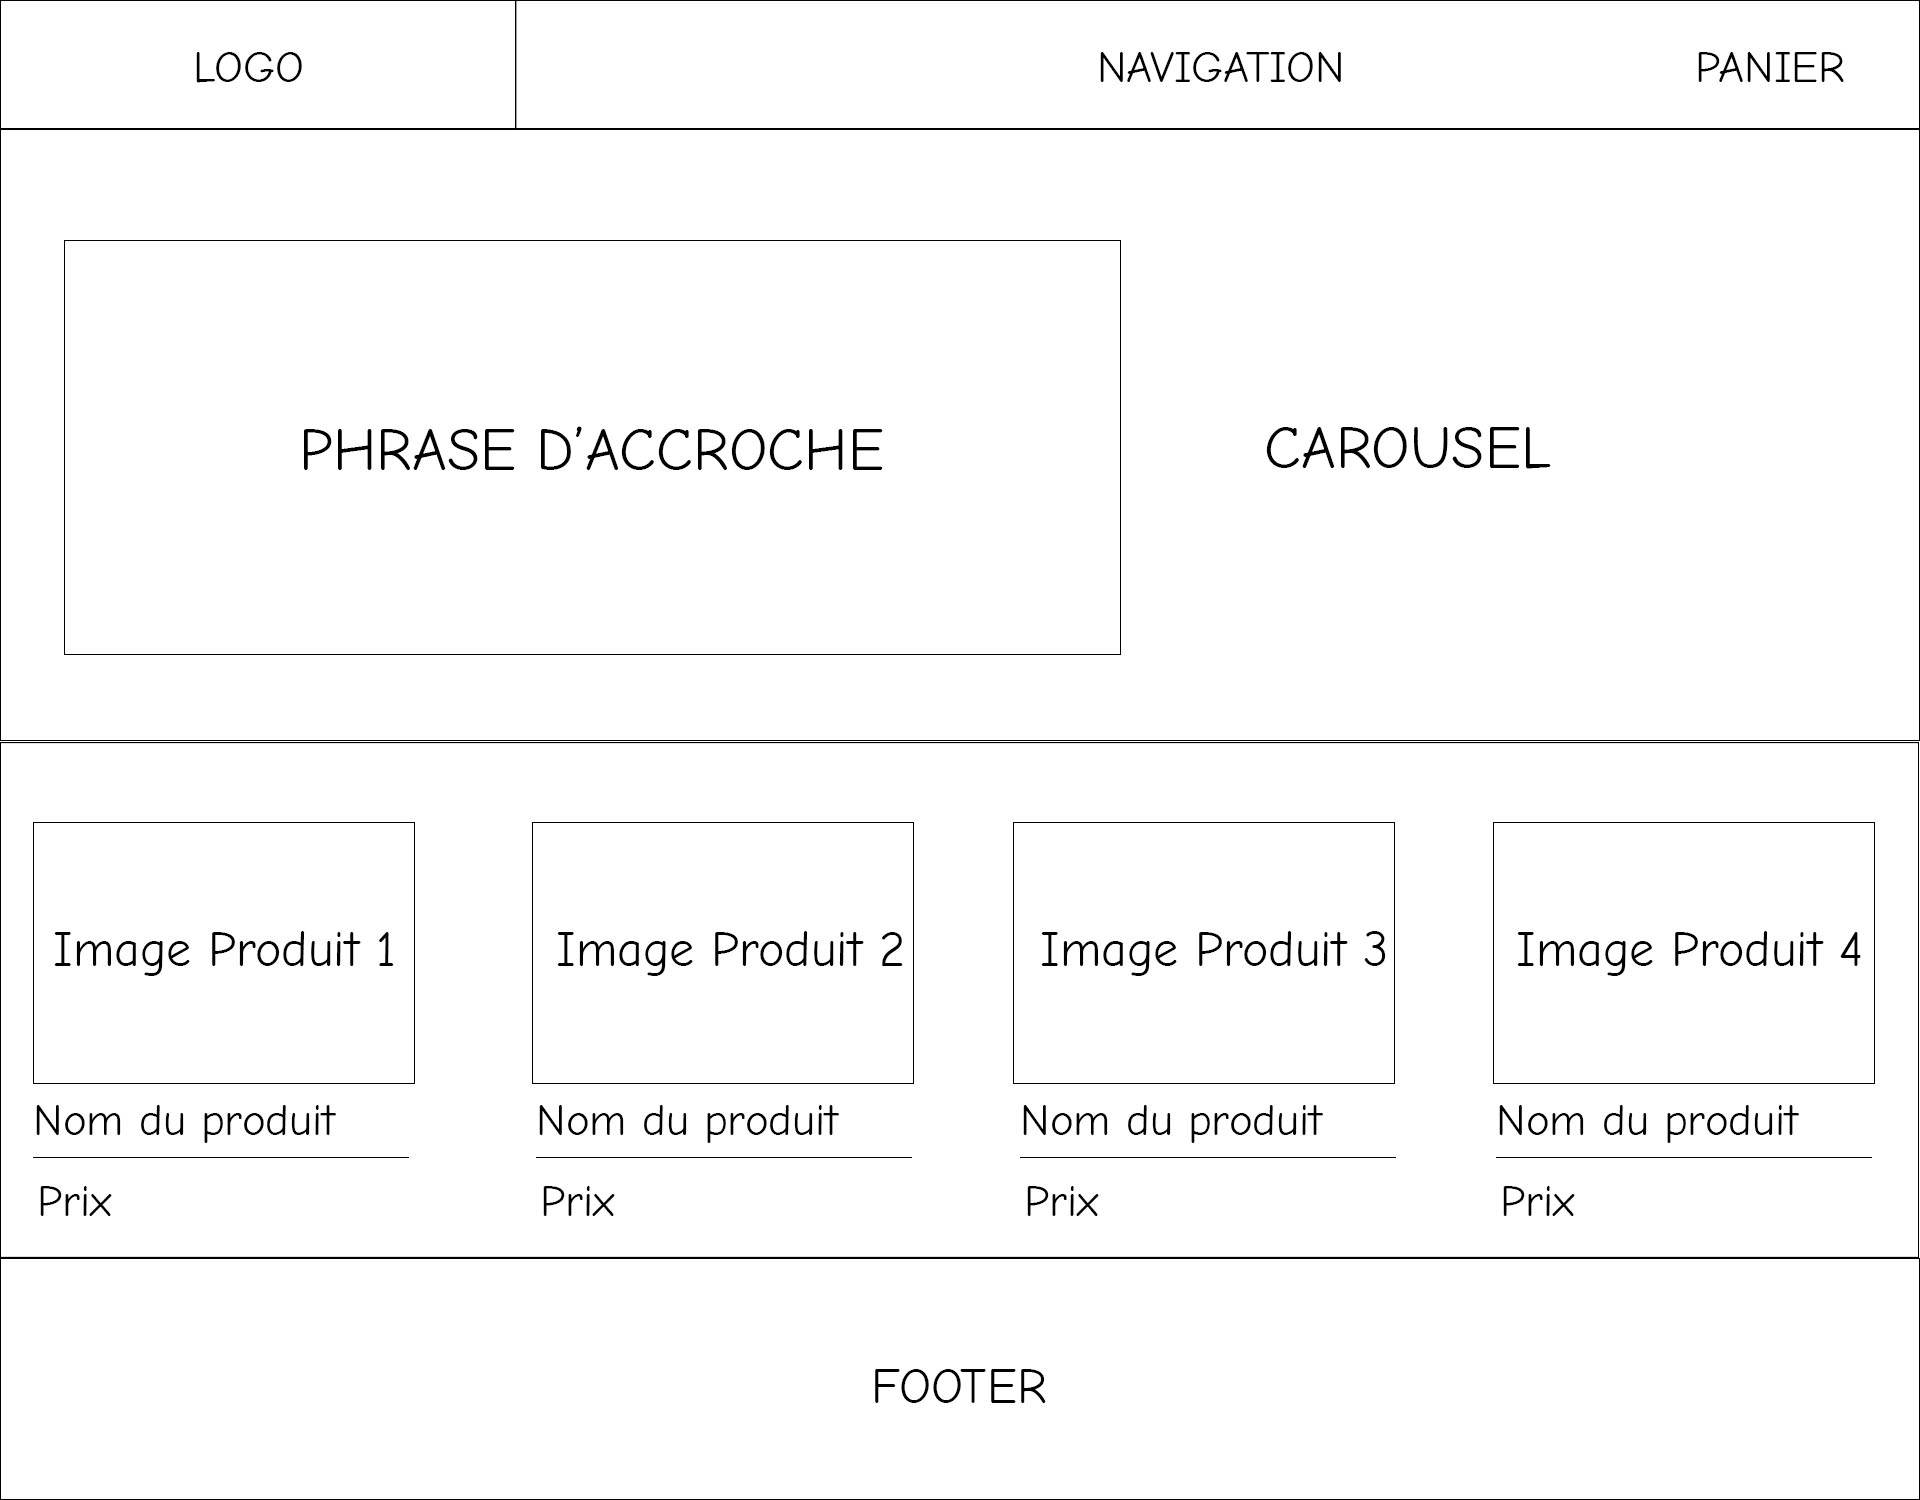 LOGO
NAVIGATION
PANIER
PHRASE D'ACCROCHE
CAROUSEL
Image Produit 1
Image Produit 2
Image Produit 3
Image Produit 4
Nom du produit
Nom du produit
Nom du produit
Nom du produit
Prix
Prix
Prix
Prix
FOOTER